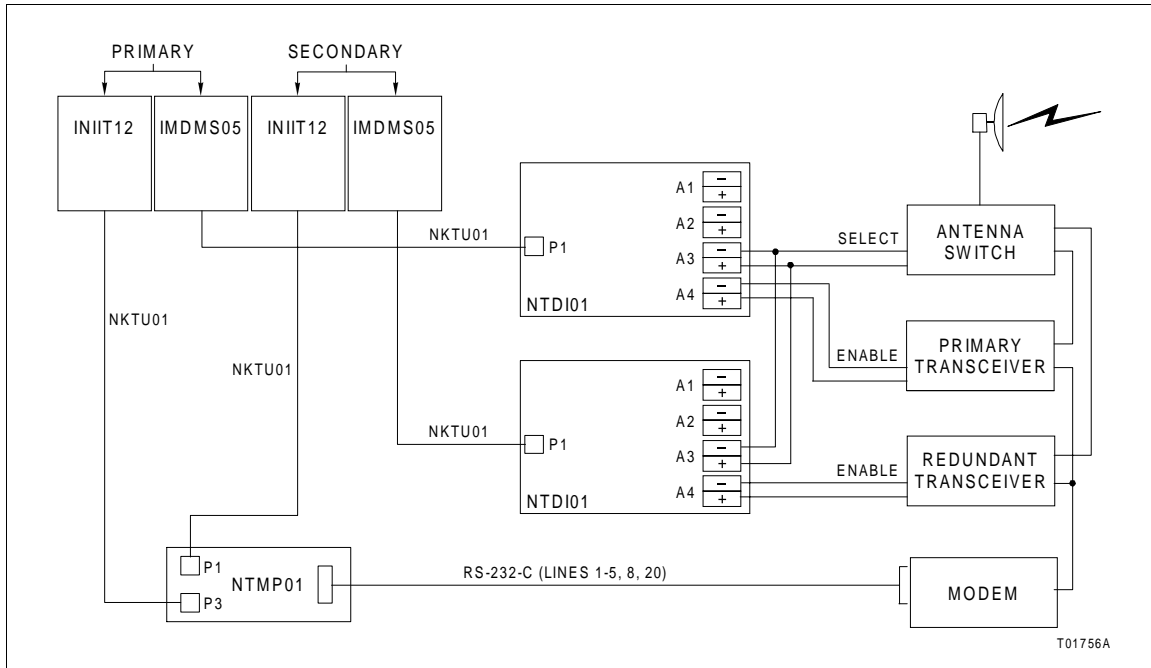 PRIMARY
SECONDARY
INIIT12
IMDMS05
INIIT12
IMDMS05
NKTU01
P1
A1
-
+
A2
-
+
A3
-
+
A4
-
+
NTDI01
SELECT
ANTENNA
SWITCH
NKTU01
NKTU01
ENABLE
PRIMARY
TRANSCEIVER
NKTU01
P1
A1
-
+
A2
-
+
A3
-
+
A4
-
+
NTDI01
ENABLE
REDUNDANT
TRANSCEIVER
P1
P3
NTMP01
RS-232-C (LINES 1-5, 8, 20)
MODEM
T01756A